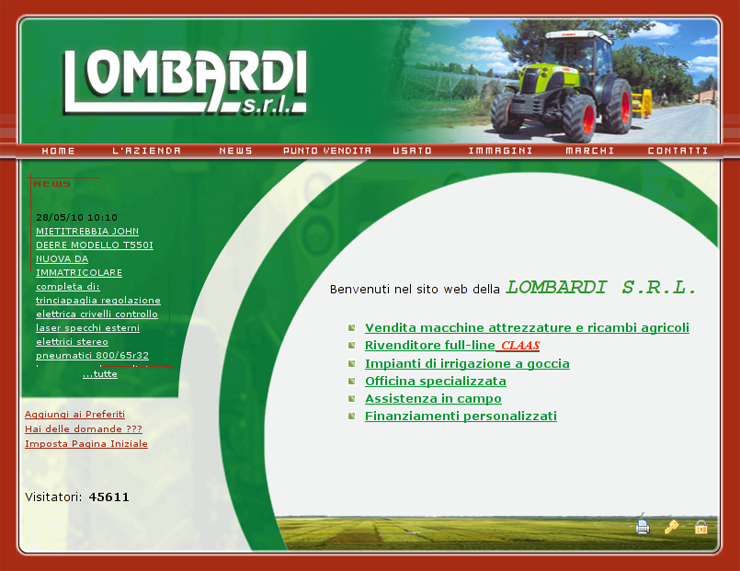 LOMBARDI
s.r.l.
HOME L'AZIENDA NEWS PUNTO VENDITA USATO IMMAGINI MARCHI CONTATTI
NEWS
28/05/10 10:10
MIETITREBBIA JOHN
DEERE MODELLO T550I
NUOVA DA
IMMATRICOLARE
completa di:
trinciapaglia regolazione
elettrica crivelli controllo
laser specchi esterni
elettrici stereo
pneumatici 800/65r32
...tutte
Aggiungi ai Preferiti
Hai delle domande ???
Imposta Pagina Iniziale
Visitatori: 45611
Benvenuti nel sito web della LOMBARDI S.R.L.
Vendita macchine attrezzature e ricambi agricoli
Rivenditore full-line CLAAS
Impianti di irrigazione a goccia
Officina specializzata
Assistenza in campo
Finanziamenti personalizzati